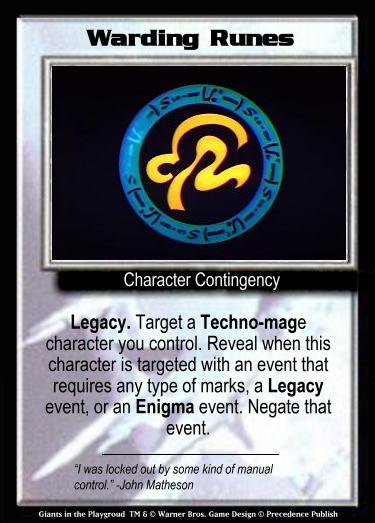 Warding Runes
Character Contingency
Legacy. Target a Techno-mage
character you control. Reveal when this
character is targeted with an event that
requires any type of marks, a Legacy
event, or an Enigma event. Negate that
event.
"I was locked out by some kind of manual
control." -John Matheson
Giants in the Playgroud TM & © Warner Bros. Game Design © Precedence Publish